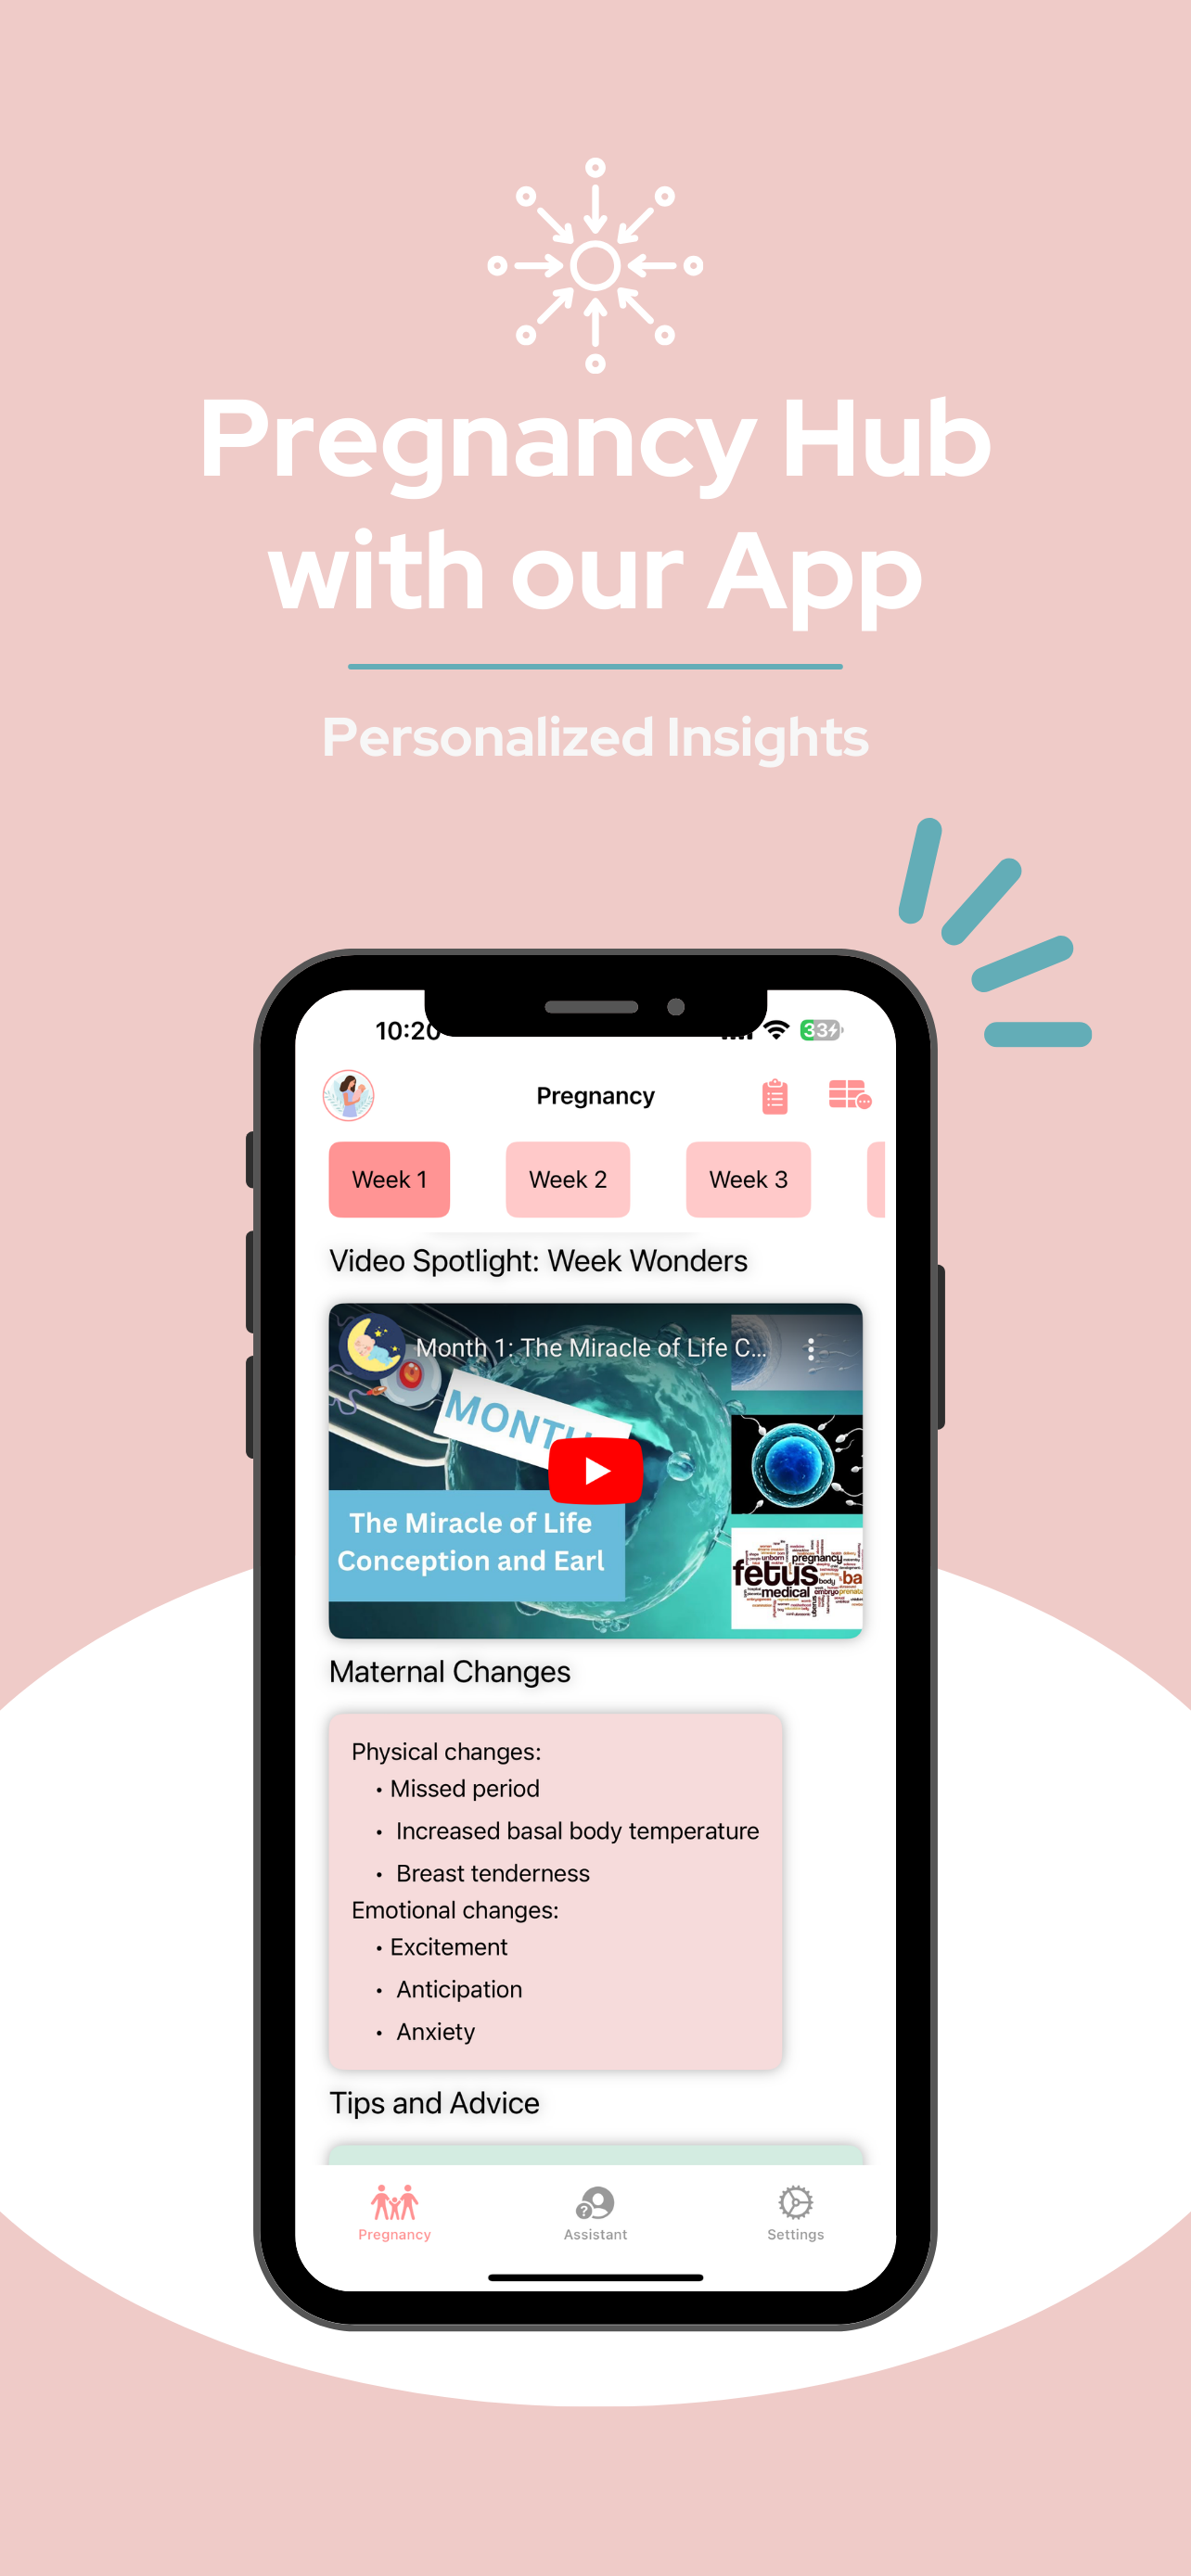 Pregnancy Hub
with our App
Personalized Insights
10:20
33
Pregnancy
Week 1
Week 2
Week 3
Video Spotlight: Week Wonders
Month 1: The Miracle of Life C...
MONTH
The Miracle of Life
Conception and Earl
unborn
pregnancy
fetus
body
ba
medical
embryo
prenata
uterus
Maternal Changes
Physical changes:
• Missed period
• Increased basal body temperature
• Breast tenderness
Emotional changes:
• Excitement
• Anticipation
• Anxiety
Tips and Advice
?
Pregnancy
Assistant
Settings